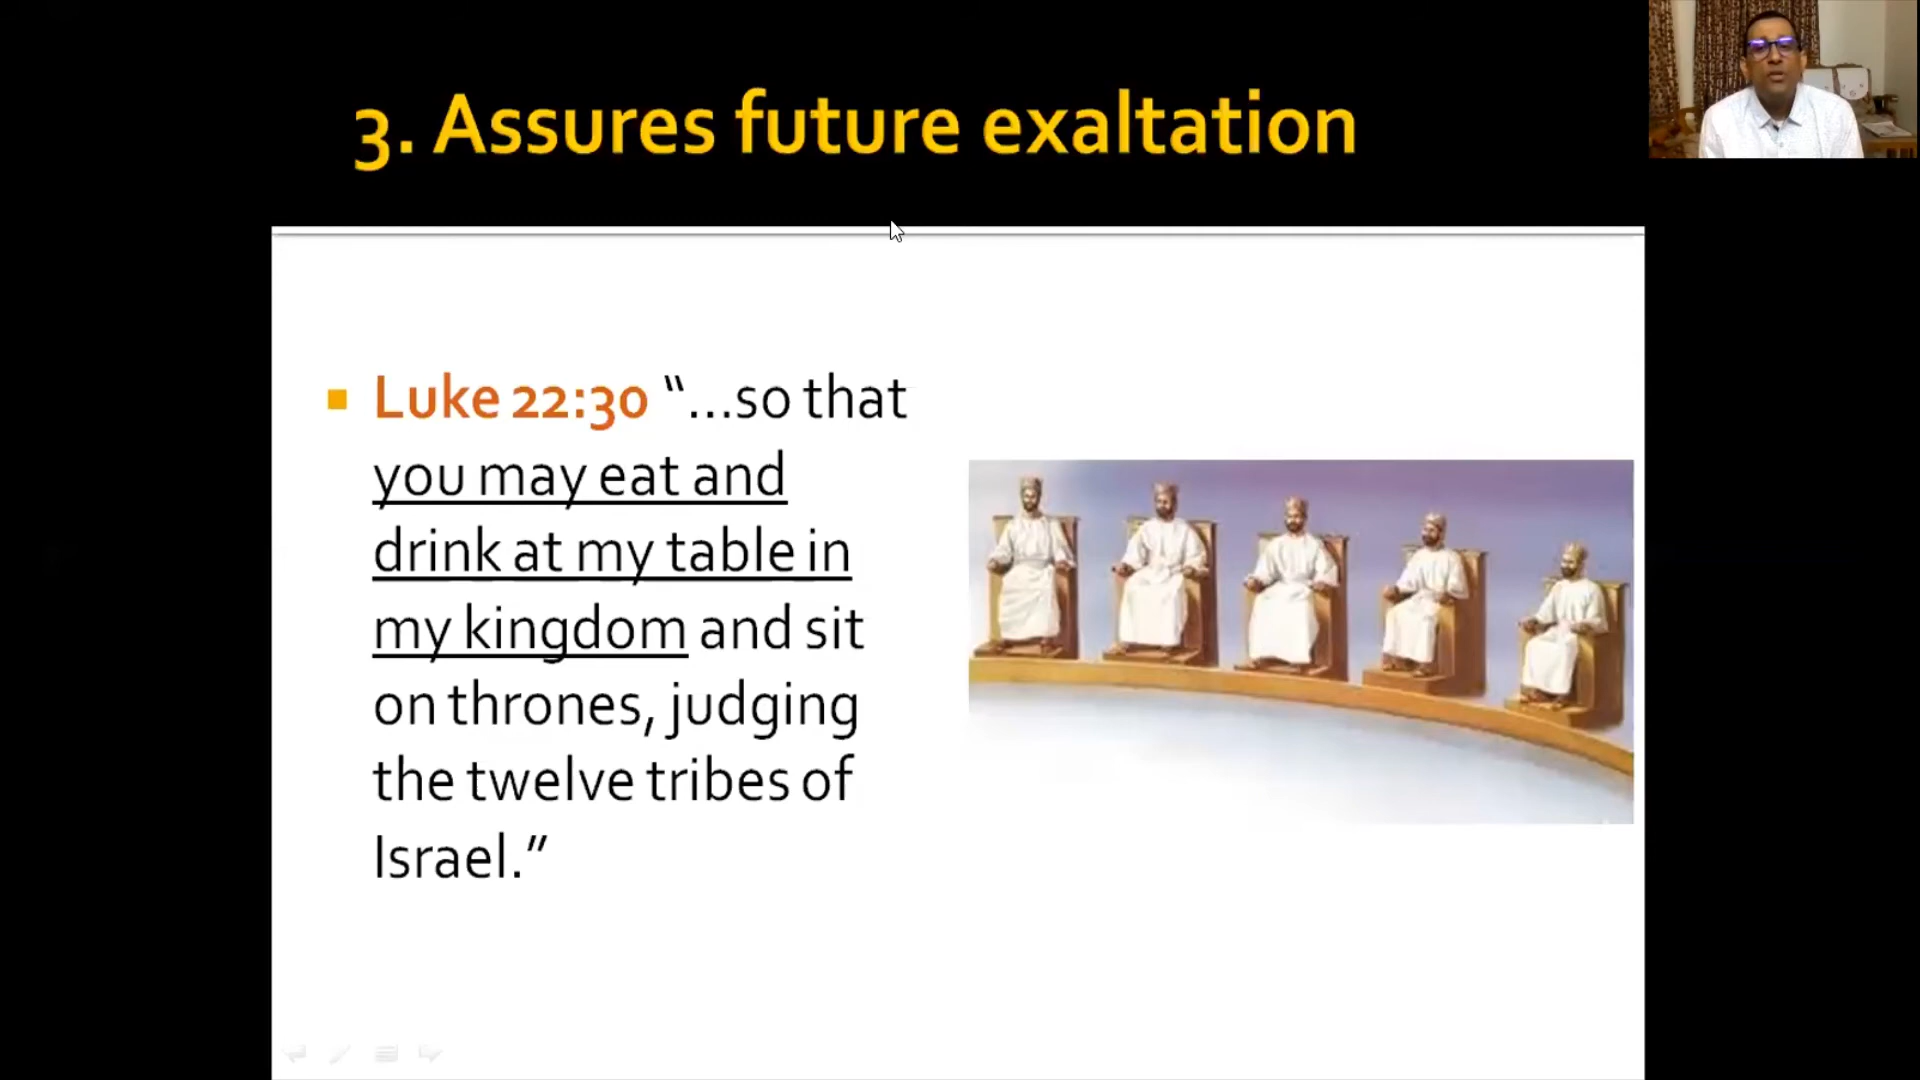 3. Assures future exaltation
Luke 22:30 “...so that
you may eat and
drink at my table in
my kingdom and sit
on thrones, judging
the twelve tribes of
Israel.”